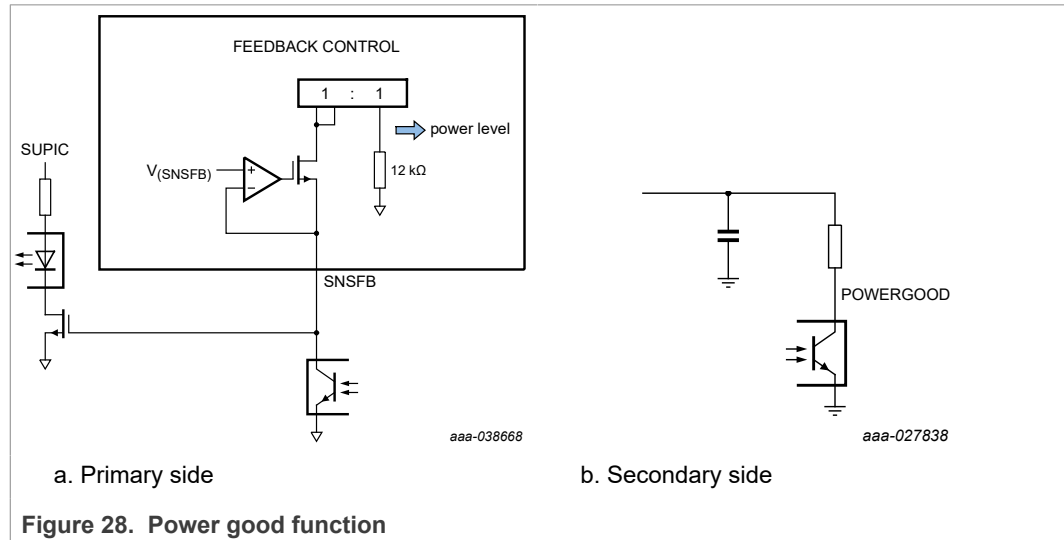 FEEDBACK CONTROL
1 : 1
power level
SUPIC
V(SNSFB)
+
−
12 kΩ
SNSFB
POWERGOOD
aaa-038668
aaa-027838
a. Primary side
b. Secondary side
Figure 28. Power good function